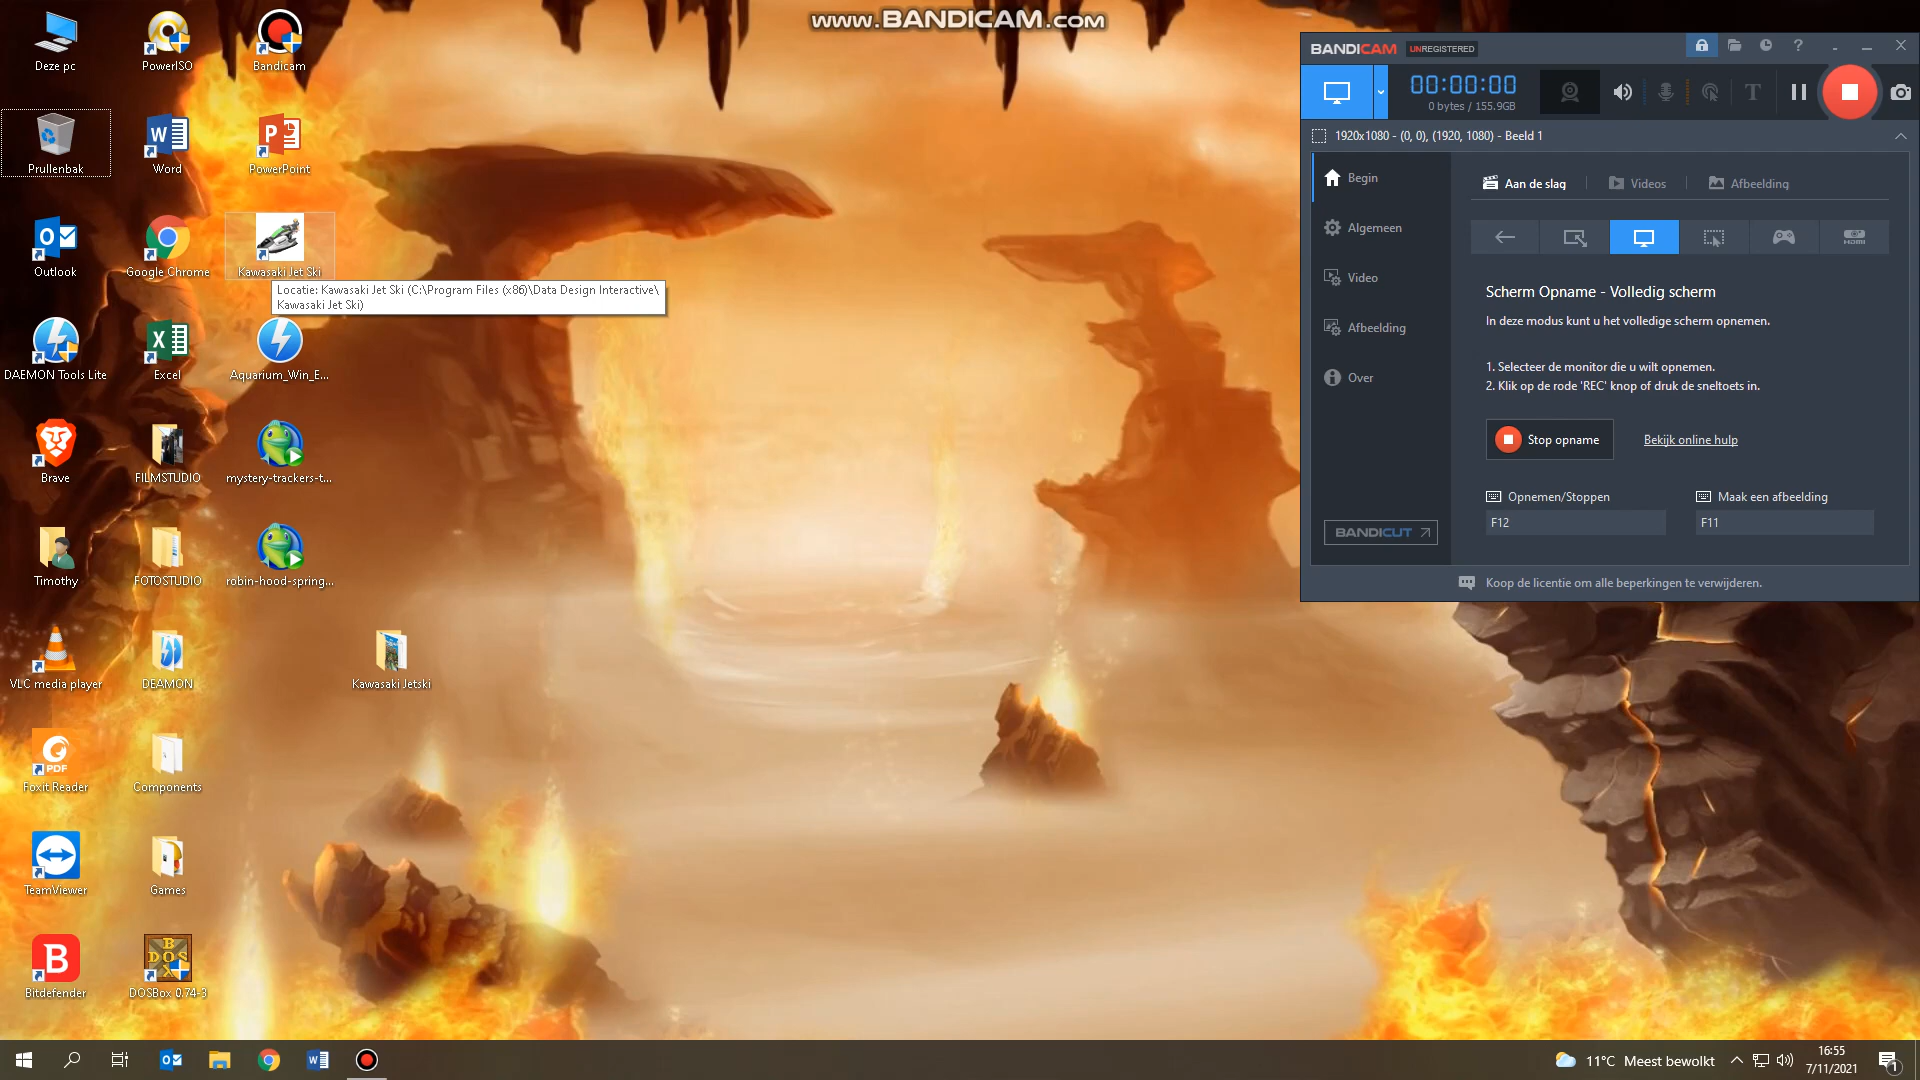 www.BANDICAM.com
Deze pc
PowerISO
Bandicam
Prullenbak
Word
PowerPoint
Outlook
Google Chrome
Kawasaki Jet Ski
Locatie: Kawasaki Jet Ski (C:\Program Files (x86)\Data Design Interactive\
Kawasaki Jet Ski)
DAEMON Tools Lite
Excel
Aquarium_Win_E...
Brave
FILMSTUDIO
mystery-trackers-t...
Timothy
FOTOSTUDIO
robin-hood-spring...
VLC media player
DEAMON
Kawasaki Jetski
PDF
Foxit Reader
Components
TeamViewer
Games
Bitdefender
DOSBox 0.74-3
BANDICAM UNREGISTERED
00:00:00
0 bytes / 155.9GB
1920x1080 - (0, 0), (1920, 1080) - Beeld 1
Begin
Algemeen
Video
Afbeelding
Over
BANDICUT
Aan de slag
Videos
Afbeelding
HDMI
Scherm Opname - Volledig scherm
In deze modus kunt u het volledige scherm opnemen.
1. Selecteer de monitor die u wilt opnemen.
2. Klik op de rode 'REC' knop of druk de sneltoets in.
Stop opname
Bekijk online hulp
Opnemen/Stoppen
Maak een afbeelding
F12
F11
Koop de licentie om alle beperkingen te verwijderen.
11°C Meest bewolkt
16:55
7/11/2021
1